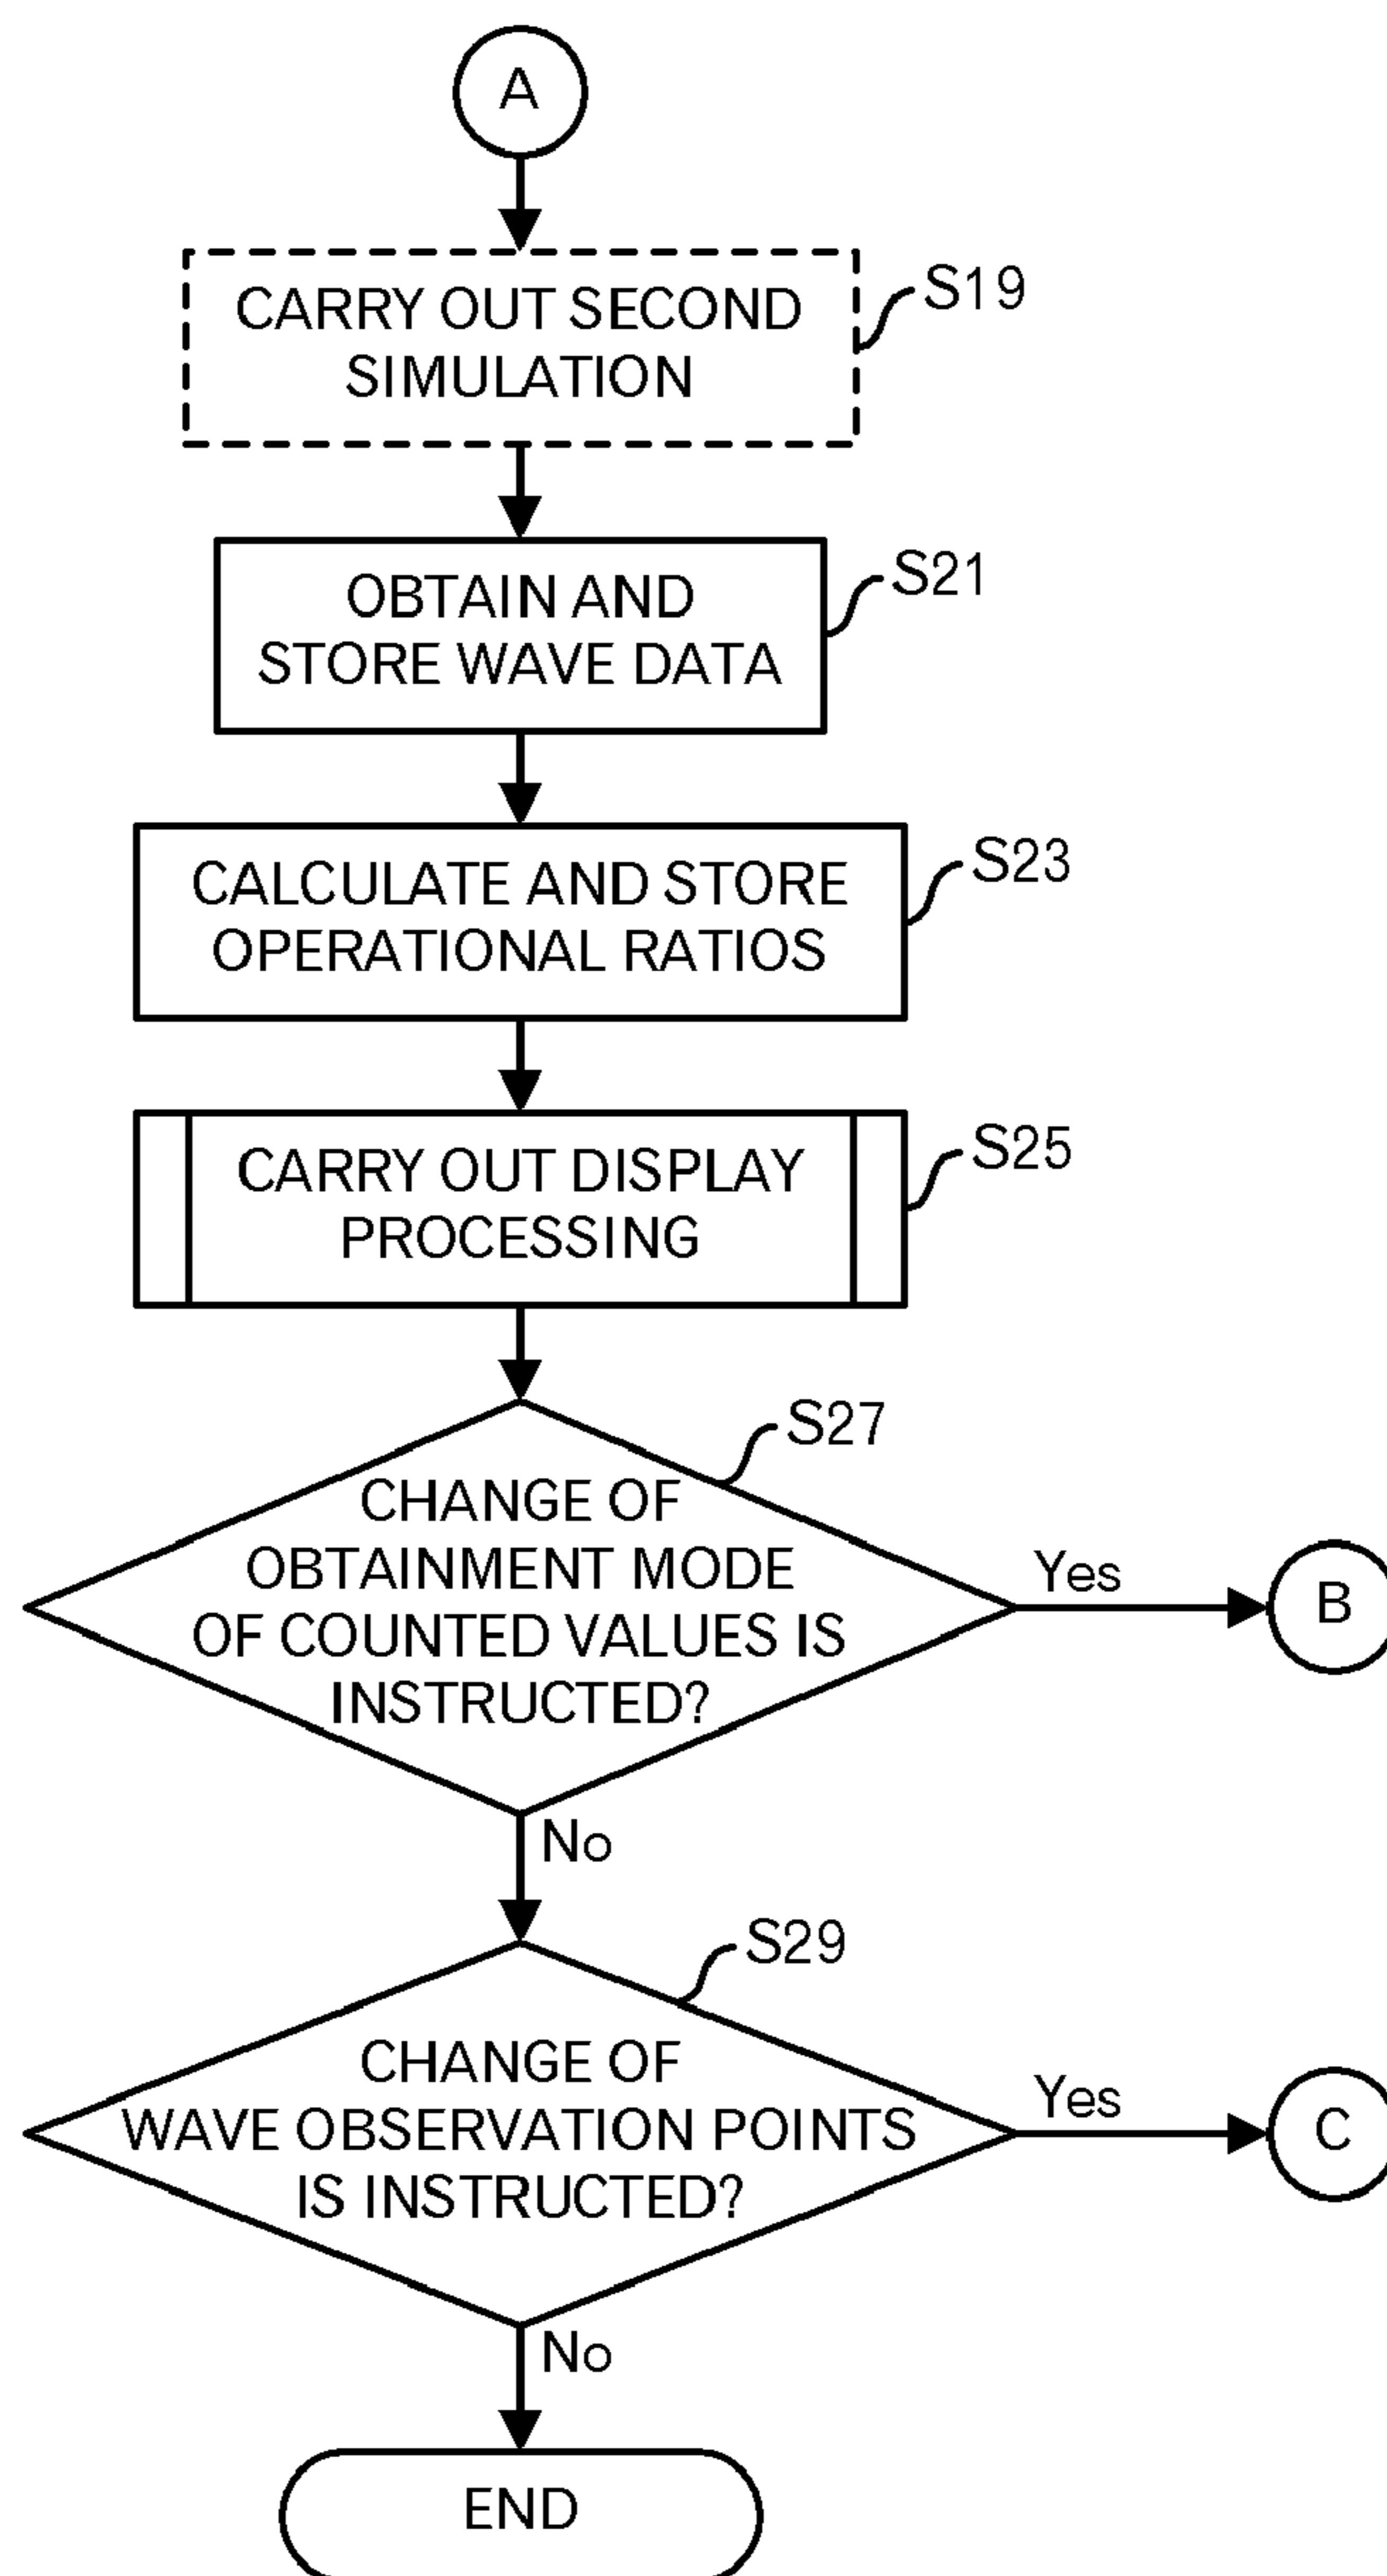 A
CARRY OUT SECOND
SIMULATION
S19
OBTAIN AND
STORE WAVE DATA
S21
CALCULATE AND STORE
OPERATIONAL RATIOS
S23
CARRY OUT DISPLAY
PROCESSING
S25
S27
CHANGE OF
OBTAINMENT MODE
OF COUNTED VALUES IS
INSTRUCTED?
Yes
B
No
S29
CHANGE OF
WAVE OBSERVATION POINTS
IS INSTRUCTED?
Yes
C
No
END